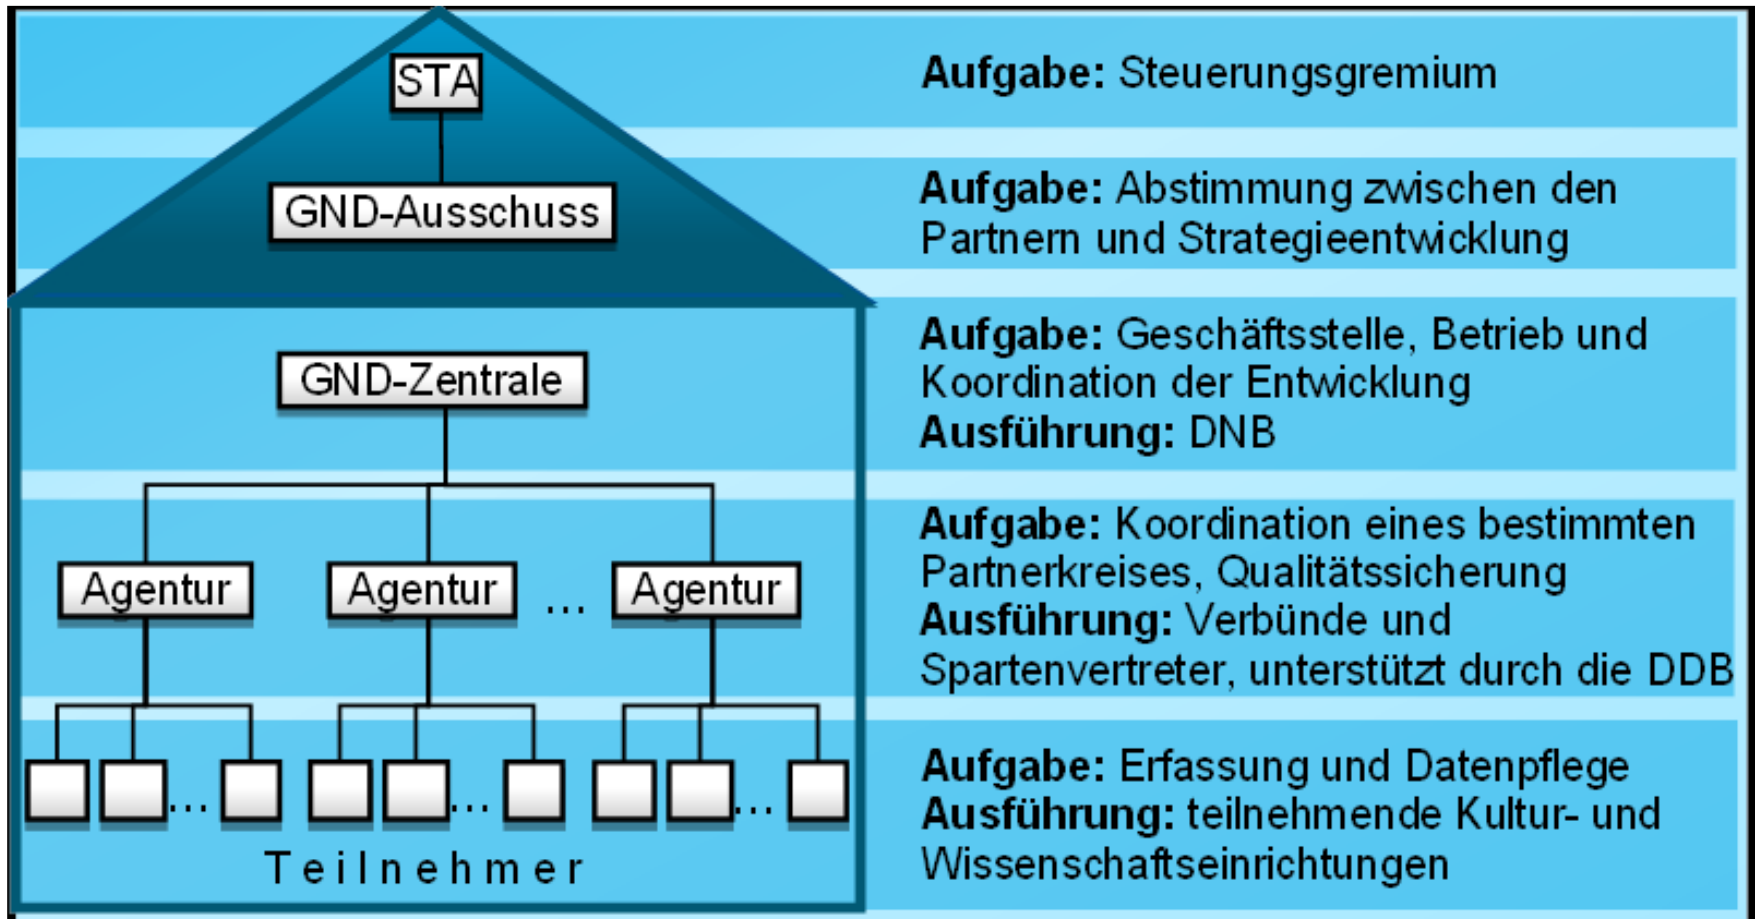 STA
Aufgabe: Steuerungsgremium
GND-Ausschuss
Aufgabe: Abstimmung zwischen den
Partnern und Strategieentwicklung
GND-Zentrale
Aufgabe: Geschäftsstelle, Betrieb und
Koordination der Entwicklung
Ausführung: DNB
Agentur Agentur ... Agentur
Aufgabe: Koordination eines bestimmten
Partnerkreises, Qualitätssicherung
Ausführung: Verbünde und
Spartenvertreter, unterstützt durch die DDB
... ... ...
Teilnehmer
Aufgabe: Erfassung und Datenpflege
Ausführung: teilnehmende Kultur- und
Wissenschaftseinrichtungen